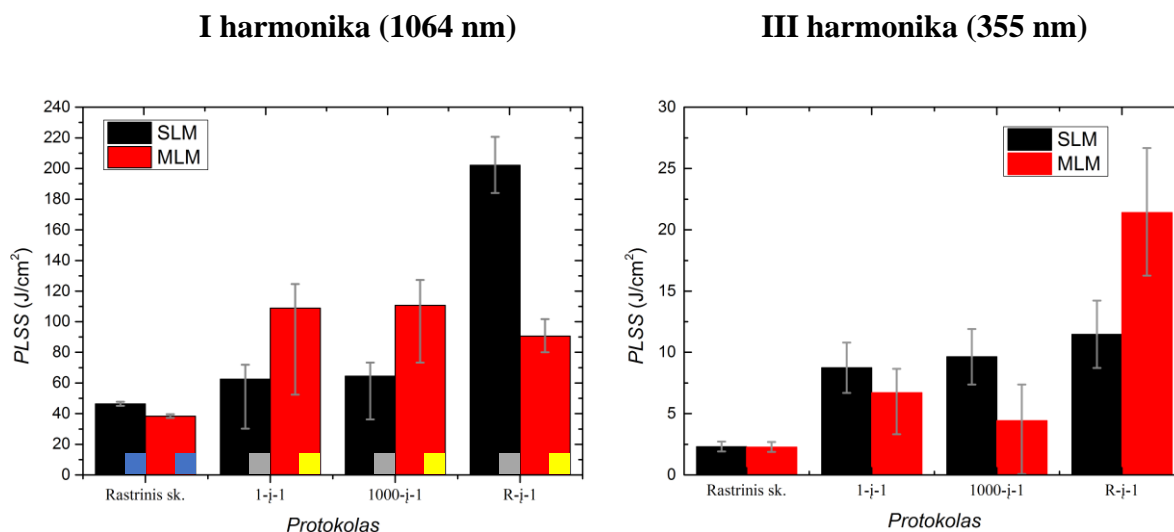 I harmonika (1064 nm)
III harmonika (355 nm)
240
220
200
180
160
140
120
100
80
60
40
20
0
PLSS (J/cm²)
SLM
MLM
Rastrinis sk.
1-į-1
1000-į-1
R-į-1
Protokolas
30
25
20
15
10
5
0
PLSS (J/cm²)
SLM
MLM
Rastrinis sk.
1-į-1
1000-į-1
R-į-1
Protokolas